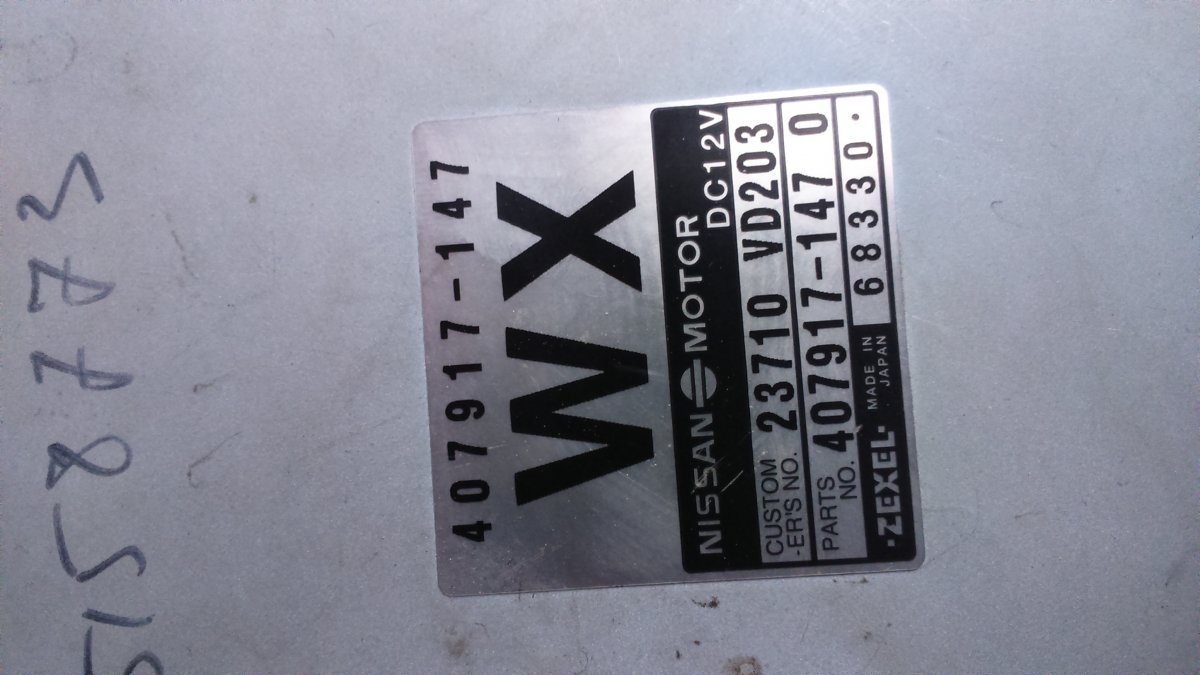 407917-147
WX
NISSAN MOTOR
DC12V
CUSTOM
-ER'S NO. 23710 VD203
PARTS
NO. 407917-147 0
·ZEXEL· MADE IN
JAPAN
68330·